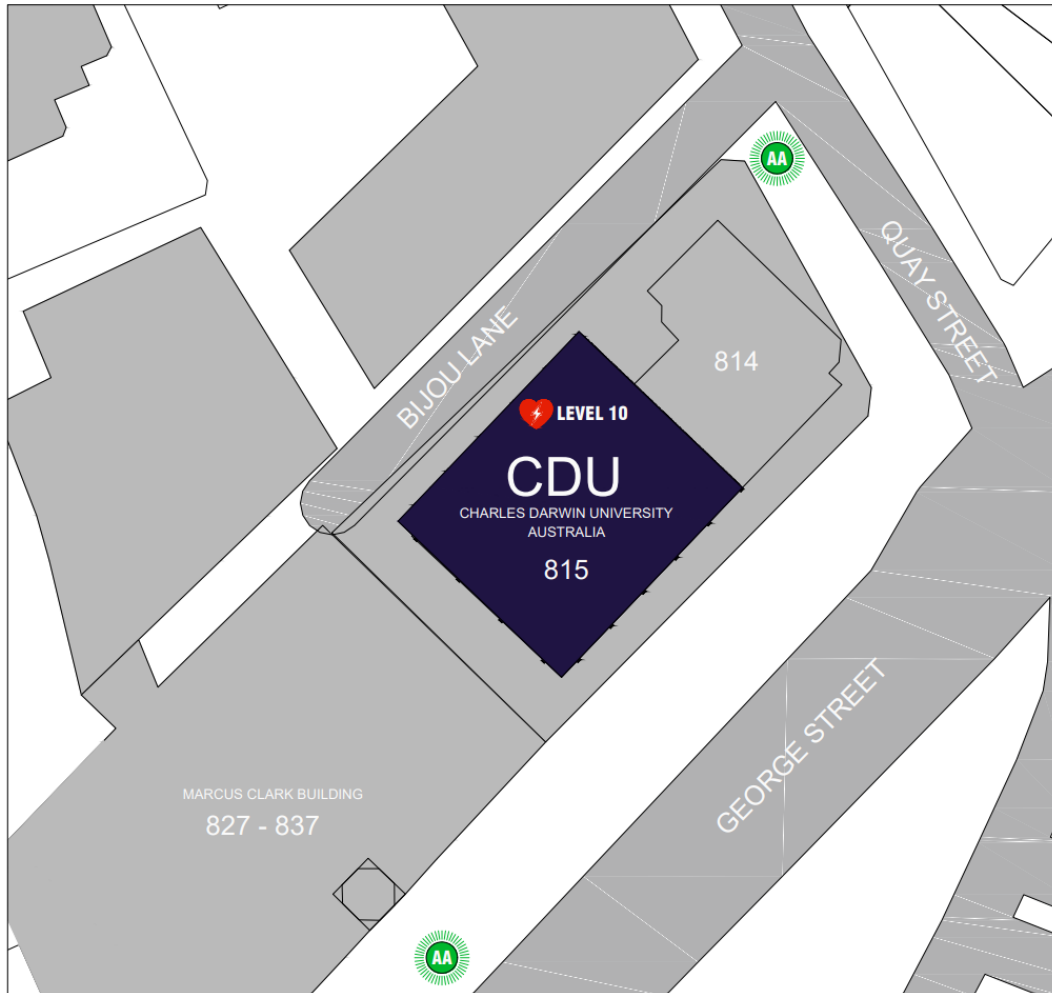 AA
QUAY STREET
BIJOU LANE
814
LEVEL 10
CDU
CHARLES DARWIN UNIVERSITY
AUSTRALIA
815
GEORGE STREET
MARCUS CLARK BUILDING
827 - 837
AA